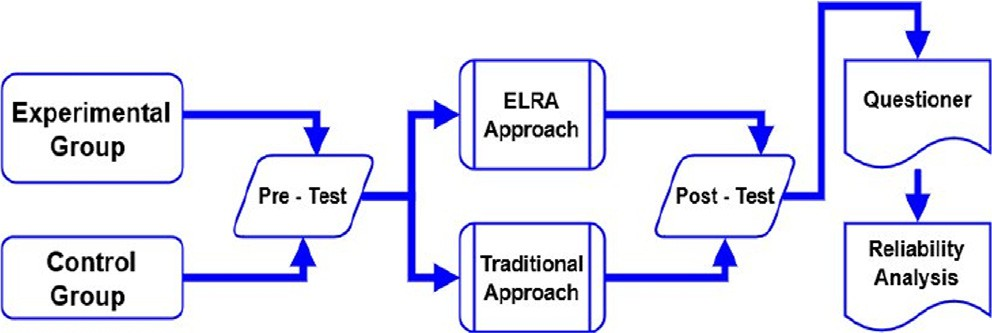 Experimental
Group
Control
Group
Pre - Test
ELRA
Approach
Traditional
Approach
Post - Test
Questioner
Reliability
Analysis